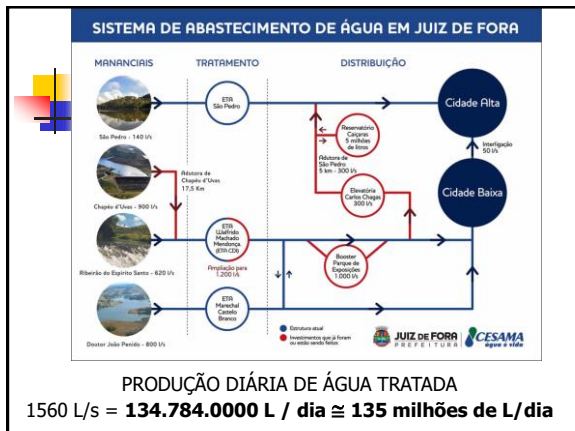 SISTEMA DE ABASTECIMENTO DE ÁGUA EM JUIZ DE FORA
MANANCIAIS
TRATAMENTO
DISTRIBUIÇÃO
ETA
São Pedro
Cidade Alta
São Pedro - 140 l/s
Reservatório
Caiçaras
5 milhões
de litros
Interligação
50 l/s
Adutora de
São Pedro
5 km - 300 l/s
Adutora de
Chapéu d'Uvas
17,5 Km
Chapéu d'Uvas - 900 l/s
Elevatória
Carlos Chagas
300 l/s
Cidade Baixa
ETA
Walfrido
Machado
Mendonça
(ETA CDI)
Ampliação para
1.200 l/s
Ribeirão do Espírito Santo - 620 l/s
Booster
Parque de
Exposições
1.000 l/s
ETA
Marechal
Castelo
Branco
Doutor João Penido - 800 l/s
Estrutura atual
Investimentos que já foram
ou estão sendo feitos
JUIZ DE FORA
PREFEITURA
CESAMA
água é vida
PRODUÇÃO DIÁRIA DE ÁGUA TRATADA
1560 L/s = 134.784.0000 L / dia ≅ 135 milhões de L/dia